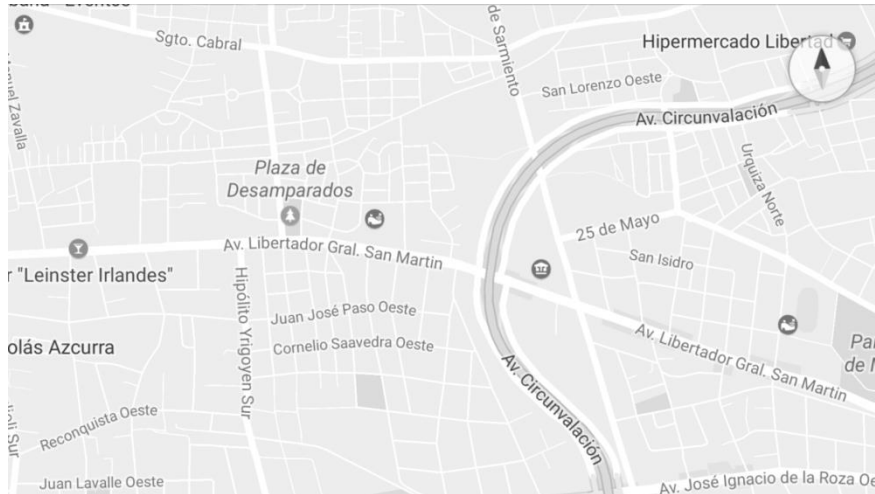 Eventos
Sgto. Cabral
de Sarmiento
Hipermercado Libertad
San Lorenzo Oeste
Av. Circunvalación
Zavalla
Plaza de
Desamparados
Urquiza Norte
25 de Mayo
Av. Libertador Gral. San Martin
San Isidro
r "Leinster Irlandes"
Hipólito Yrigoyen Sur
Juan José Paso Oeste
Cornelio Saavedra Oeste
olás Azcurra
Av. Libertador Gral. San Martin
Av. Circunvalación
Reconquista Oeste
Sur
Juan Lavalle Oeste
Av. José Ignacio de la Roza Oe